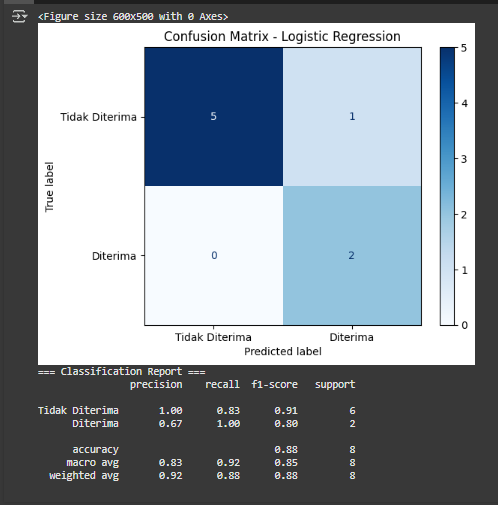 <Figure size 600x500 with 0 Axes>
Confusion Matrix - Logistic Regression
5
Tidak Diterima 5 1
4
3
True label
2
Diterima 0 2
1
0
Tidak Diterima Diterima
Predicted label
=== Classification Report ===
precision recall f1-score support
Tidak Diterima 1.00 0.83 0.91 6
Diterima 0.67 1.00 0.80 2
accuracy 0.88 8
macro avg 0.83 0.92 0.85 8
weighted avg 0.92 0.88 0.88 8